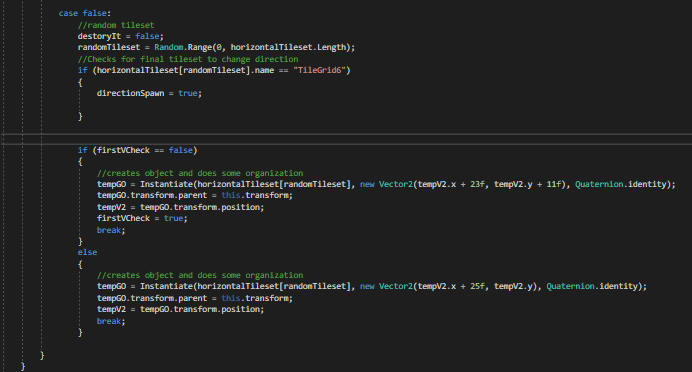 case false:
//random tileset
destoryIt = false;
randomTileset = Random.Range(0, horizontalTileset.Length);
//Checks for final tileset to change direction
if (horizontalTileset[randomTileset].name == "TileGrid6")
{
directionSpawn = true;
}
if (firstVCheck == false)
{
//creates object and does some organization
tempGO = Instantiate(horizontalTileset[randomTileset], new Vector2(tempV2.x + 23f, tempV2.y + 11f), Quaternion.identity);
tempGO.transform.parent = this.transform;
tempV2 = tempGO.transform.position;
firstVCheck = true;
break;
}
else
{
//creates object and does some organization
tempGO = Instantiate(horizontalTileset[randomTileset], new Vector2(tempV2.x + 25f, tempV2.y), Quaternion.identity);
tempGO.transform.parent = this.transform;
tempV2 = tempGO.transform.position;
break;
}
}
}